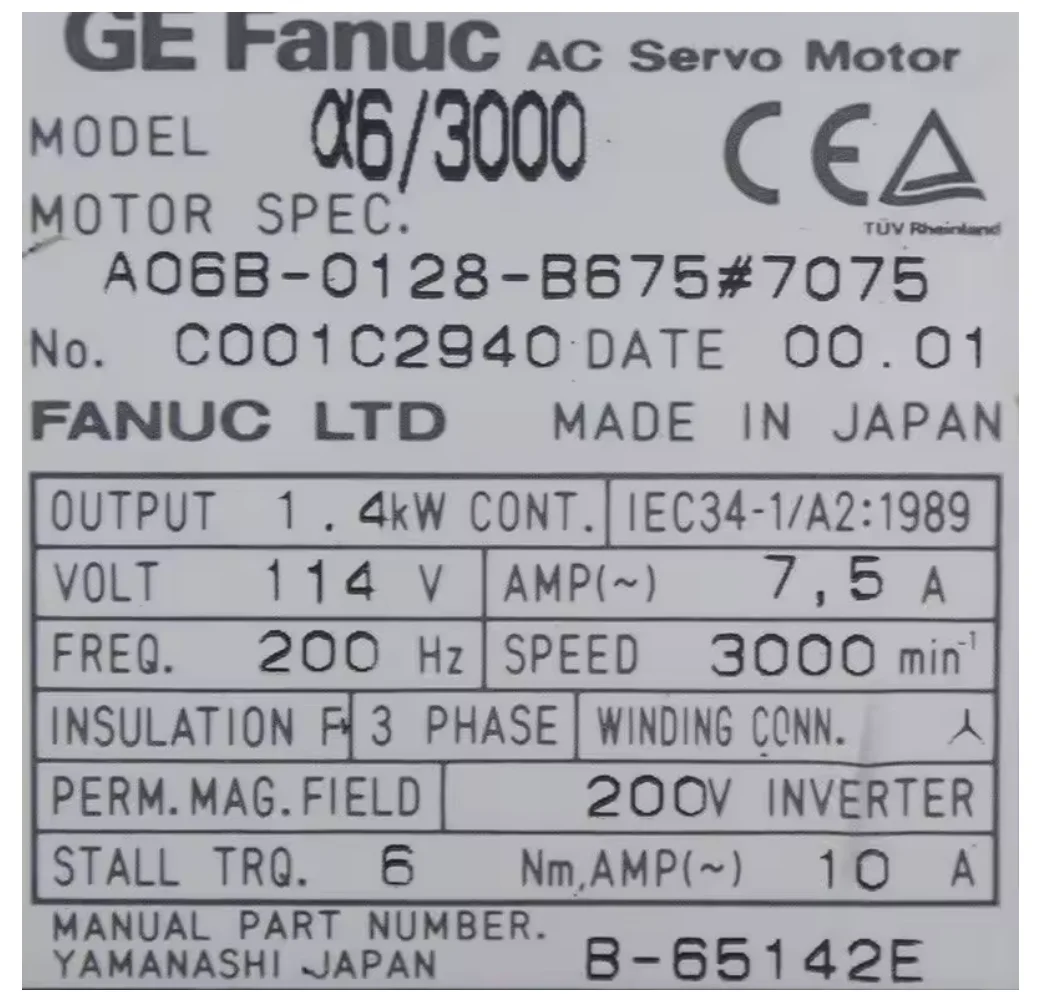 GE Fanuc AC Servo Motor
MODEL α6/3000
CE
TÜV Rheinland
MOTOR SPEC.
A06B-0128-B675#7075
No. C001C2940 DATE 00.01
FANUC LTD MADE IN JAPAN
OUTPUT 1.4kW CONT. IEC34-1/A2:1989
VOLT 114 V AMP(~) 7,5 A
FREQ. 200 Hz SPEED 3000 min⁻¹
INSULATION F 3 PHASE WINDING CONN. ⅄
PERM.MAG.FIELD 200V INVERTER
STALL TRQ. 6 Nm,AMP(~) 10 A
MANUAL PART NUMBER.
YAMANASHI JAPAN B-65142E